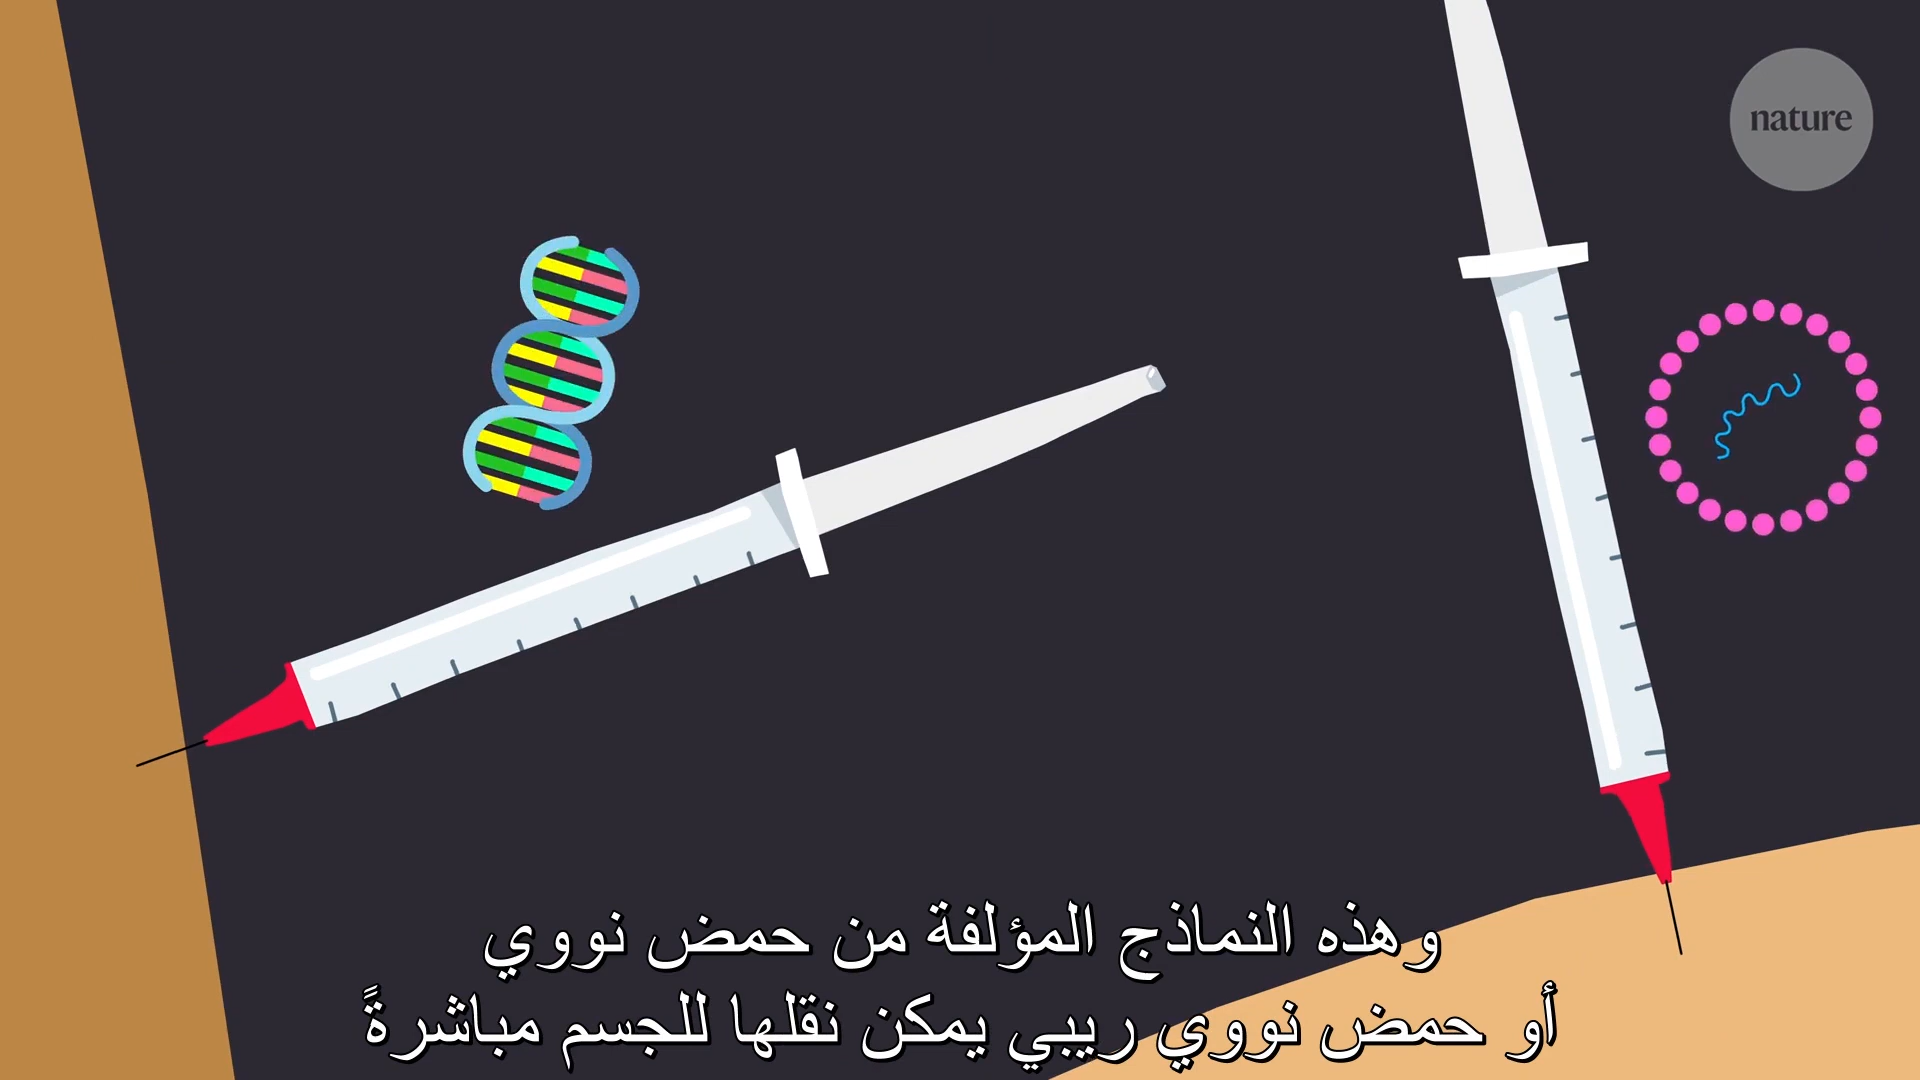 nature
وهذه النماذج المؤلفة من حمض نووي
أو حمض نووي ريبي يمكن نقلها للجسم مباشرةً